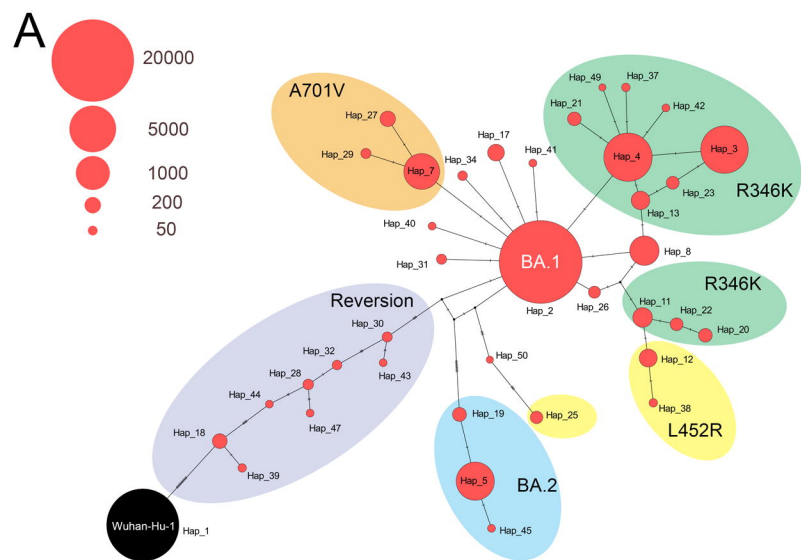 A
20000
5000
1000
200
50
A701V
Hap_27
Hap_29
Hap_7
Hap_34
Hap_17
Hap_41
Hap_49
Hap_37
Hap_21
Hap_42
Hap_4
Hap_3
Hap_23
R346K
Hap_13
Hap_40
Hap_31
BA.1
Hap_2
Hap_8
Hap_26
R346K
Hap_11
Hap_22
Hap_20
Reversion
Hap_30
Hap_32
Hap_43
Hap_28
Hap_44
Hap_47
Hap_18
Hap_39
Hap_50
Hap_12
Hap_38
L452R
Hap_19
Hap_25
Hap_5
BA.2
Hap_45
Wuhan-Hu-1
Hap_1